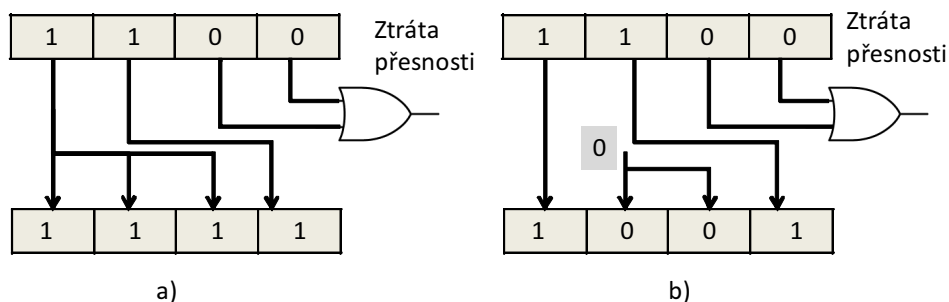 1 1 0 0
Ztráta
přesnosti
1 1 1 1
a)
1 1 0 0
Ztráta
přesnosti
0
1 0 0 1
b)